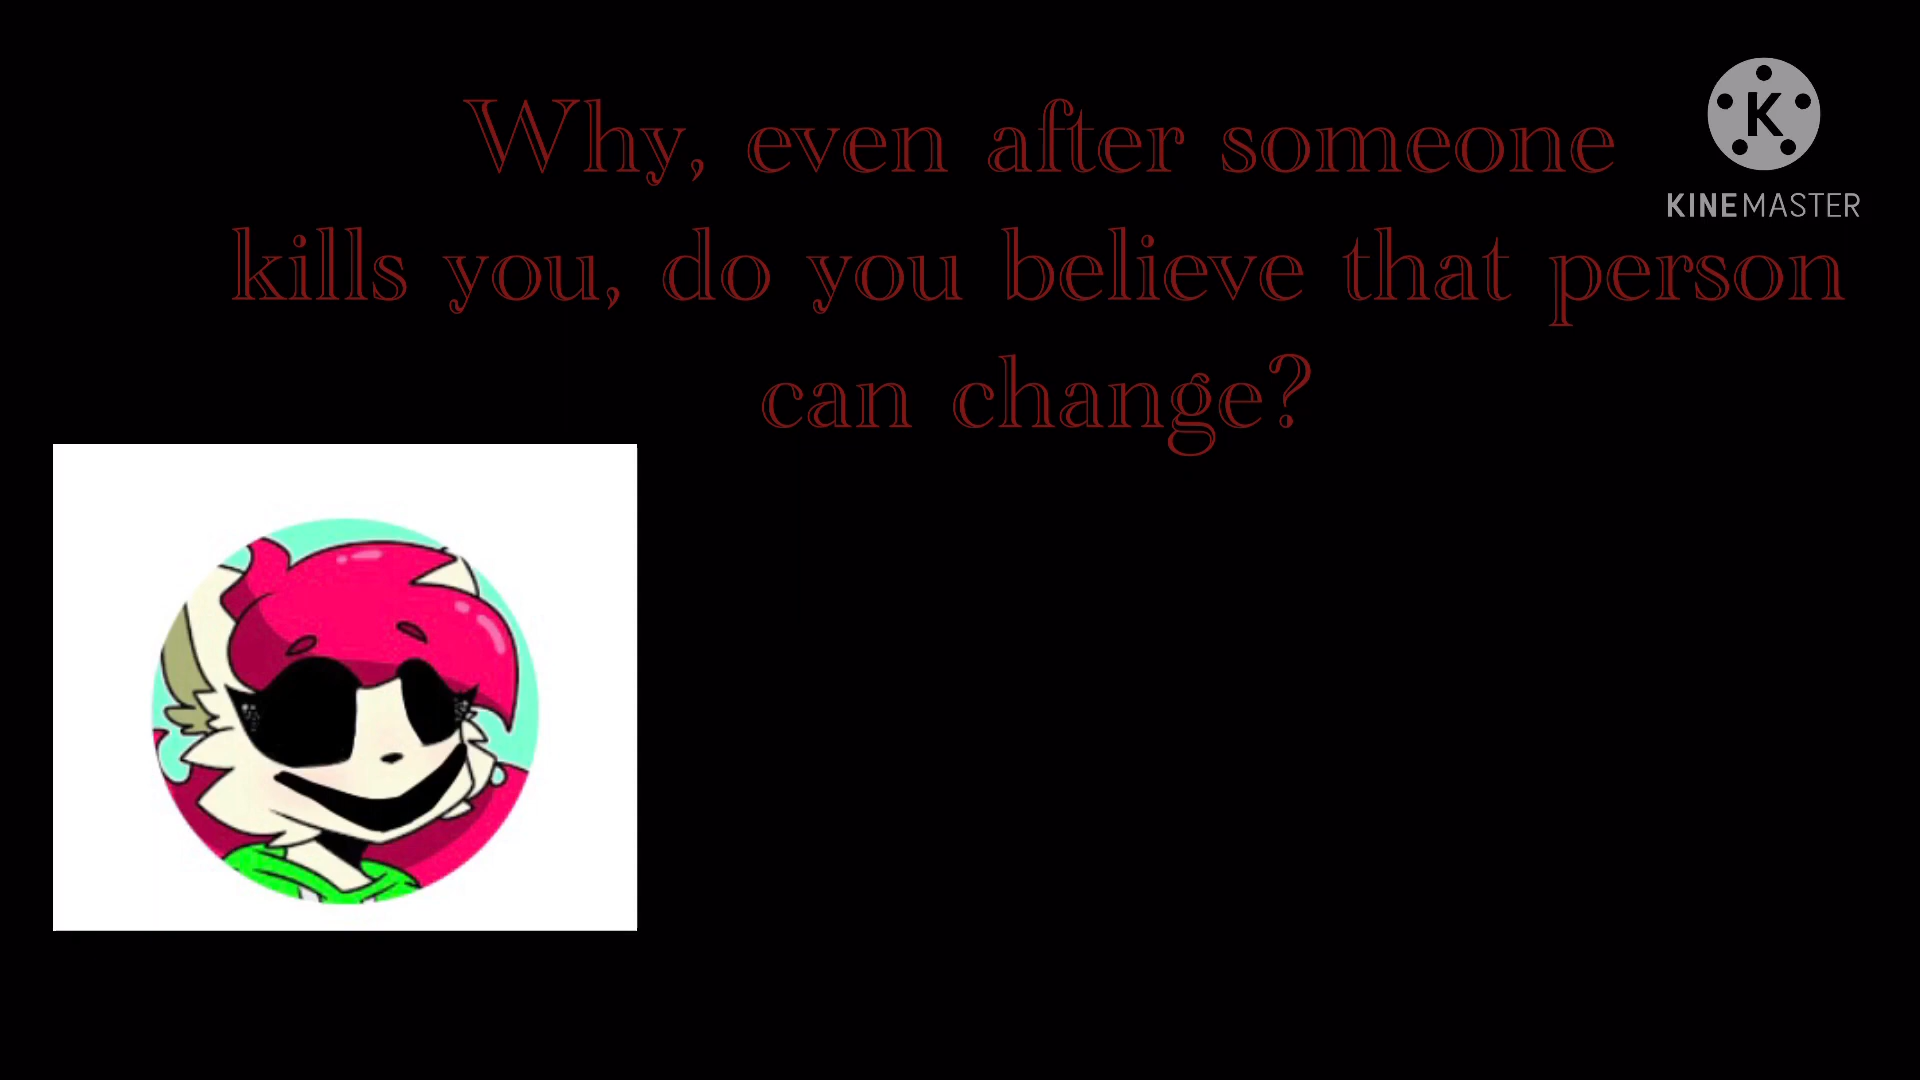 Why, even after someone
kills you, do you believe that person
can change?
K
KINEMASTER